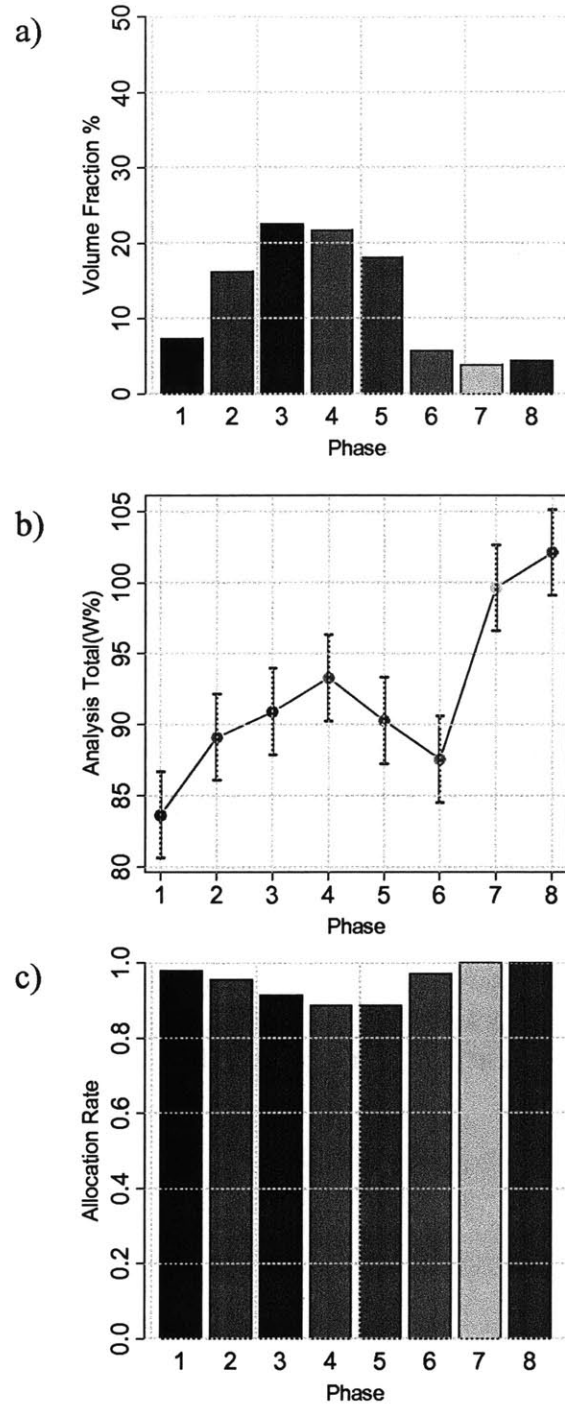 a)
Volume Fraction %
50
40
30
20
10
0
1 2 3 4 5 6 7 8
Phase
b)
Analysis Total(W%)
105
100
95
90
85
80
1 2 3 4 5 6 7 8
Phase
c)
Allocation Rate
1.0
0.8
0.6
0.4
0.2
0.0
1 2 3 4 5 6 7 8
Phase